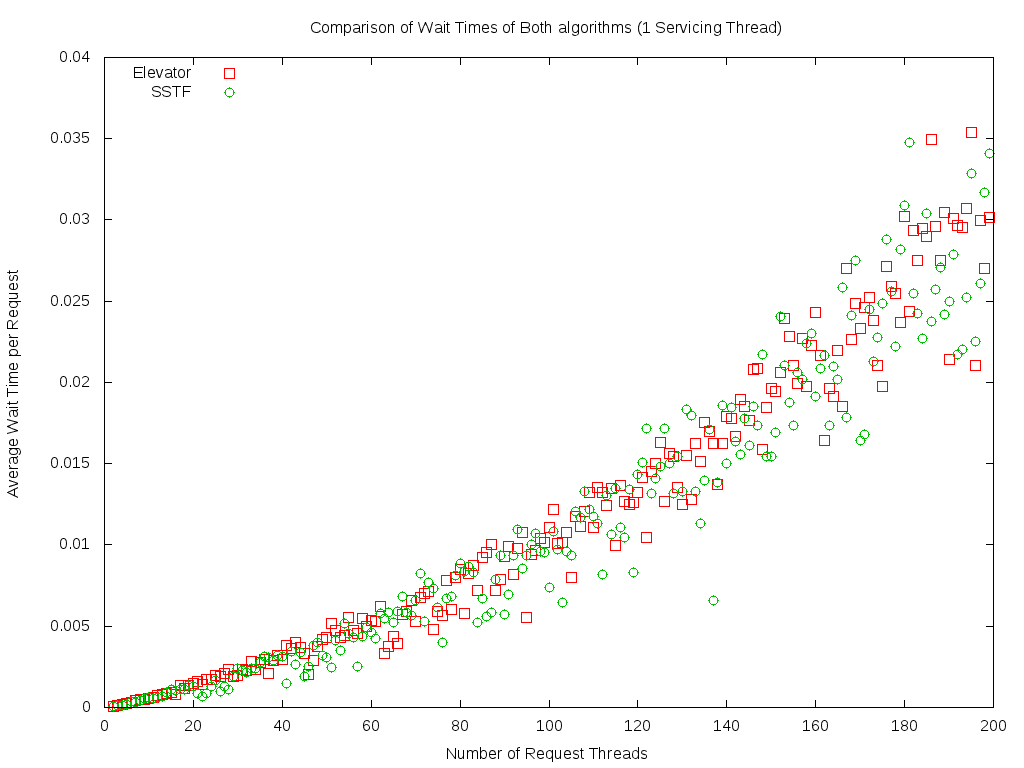 Comparison of Wait Times of Both algorithms (1 Servicing Thread)
0.04
Elevator
SSTF
0.035
0.03
0.025
0.02
0.015
0.01
0.005
0
Average Wait Time per Request
0 20 40 60 80 100 120 140 160 180 200
Number of Request Threads